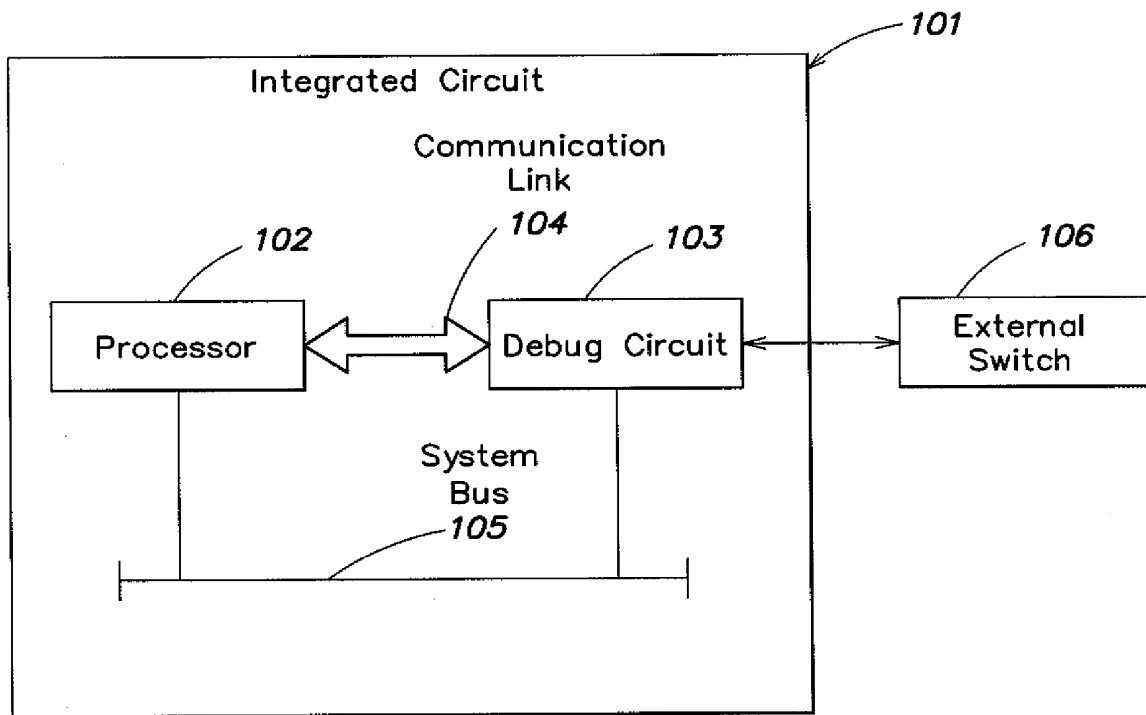 101
Integrated Circuit
Communication
Link
104
102
103
106
Processor
Debug Circuit
External
Switch
System
Bus
105